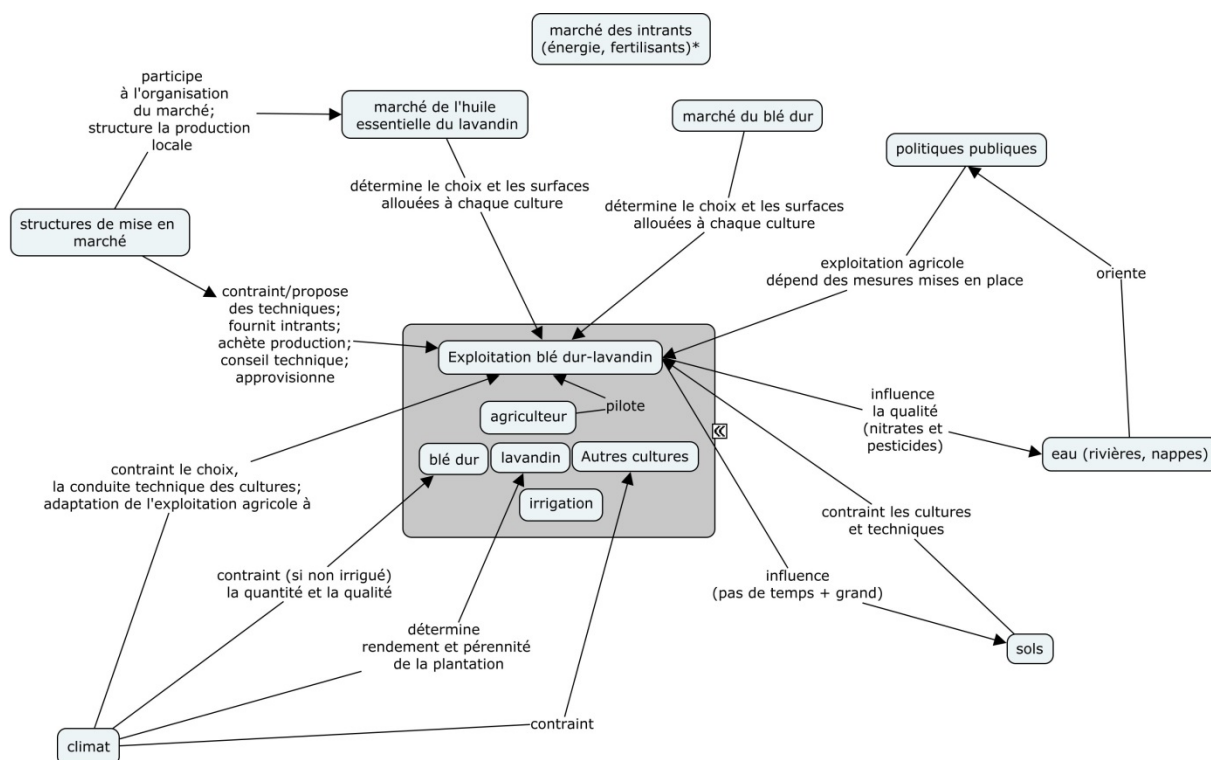 marché des intrants
(énergie, fertilisants)*
participe
à l'organisation
du marché;
structure la production
locale
marché de l'huile
essentielle du lavandin
marché du blé dur
politiques publiques
détermine le choix et les surfaces
allouées à chaque culture
détermine le choix et les surfaces
allouées à chaque culture
structures de mise en
marché
exploitation agricole
dépend des mesures mises en place
oriente
contraint/propose
des techniques;
fournit intrants;
achète production;
conseil technique;
approvisionne
Exploitation blé dur-lavandin
agriculteur
pilote
influence
la qualité
(nitrates et
pesticides)
eau (rivières, nappes)
blé dur
lavandin
Autres cultures
irrigation
contraint le choix,
la conduite technique des cultures;
adaptation de l'exploitation agricole à
contraint les cultures
et techniques
contraint (si non irrigué)
la quantité et la qualité
influence
(pas de temps + grand)
détermine
rendement et pérennité
de la plantation
sols
contraint
climat